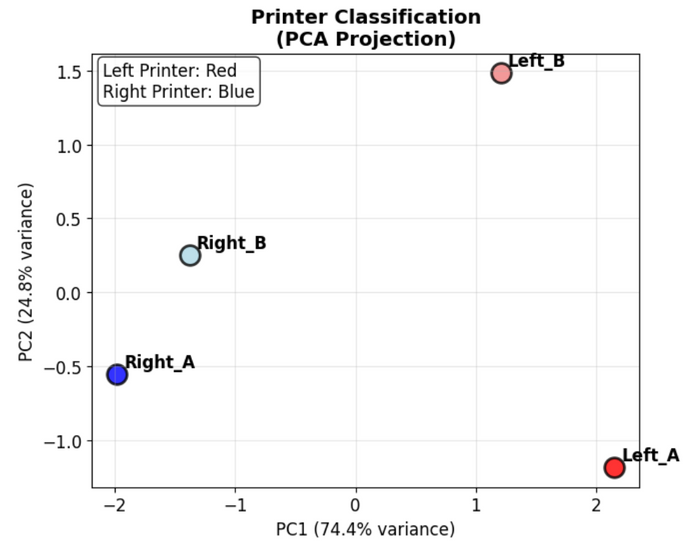 Printer Classification
(PCA Projection)
Left Printer: Red
Right Printer: Blue
Left_B
Right_B
Right_A
Left_A
PC2 (24.8% variance)
1.5
1.0
0.5
0.0
−0.5
−1.0
−2
−1
0
1
2
PC1 (74.4% variance)